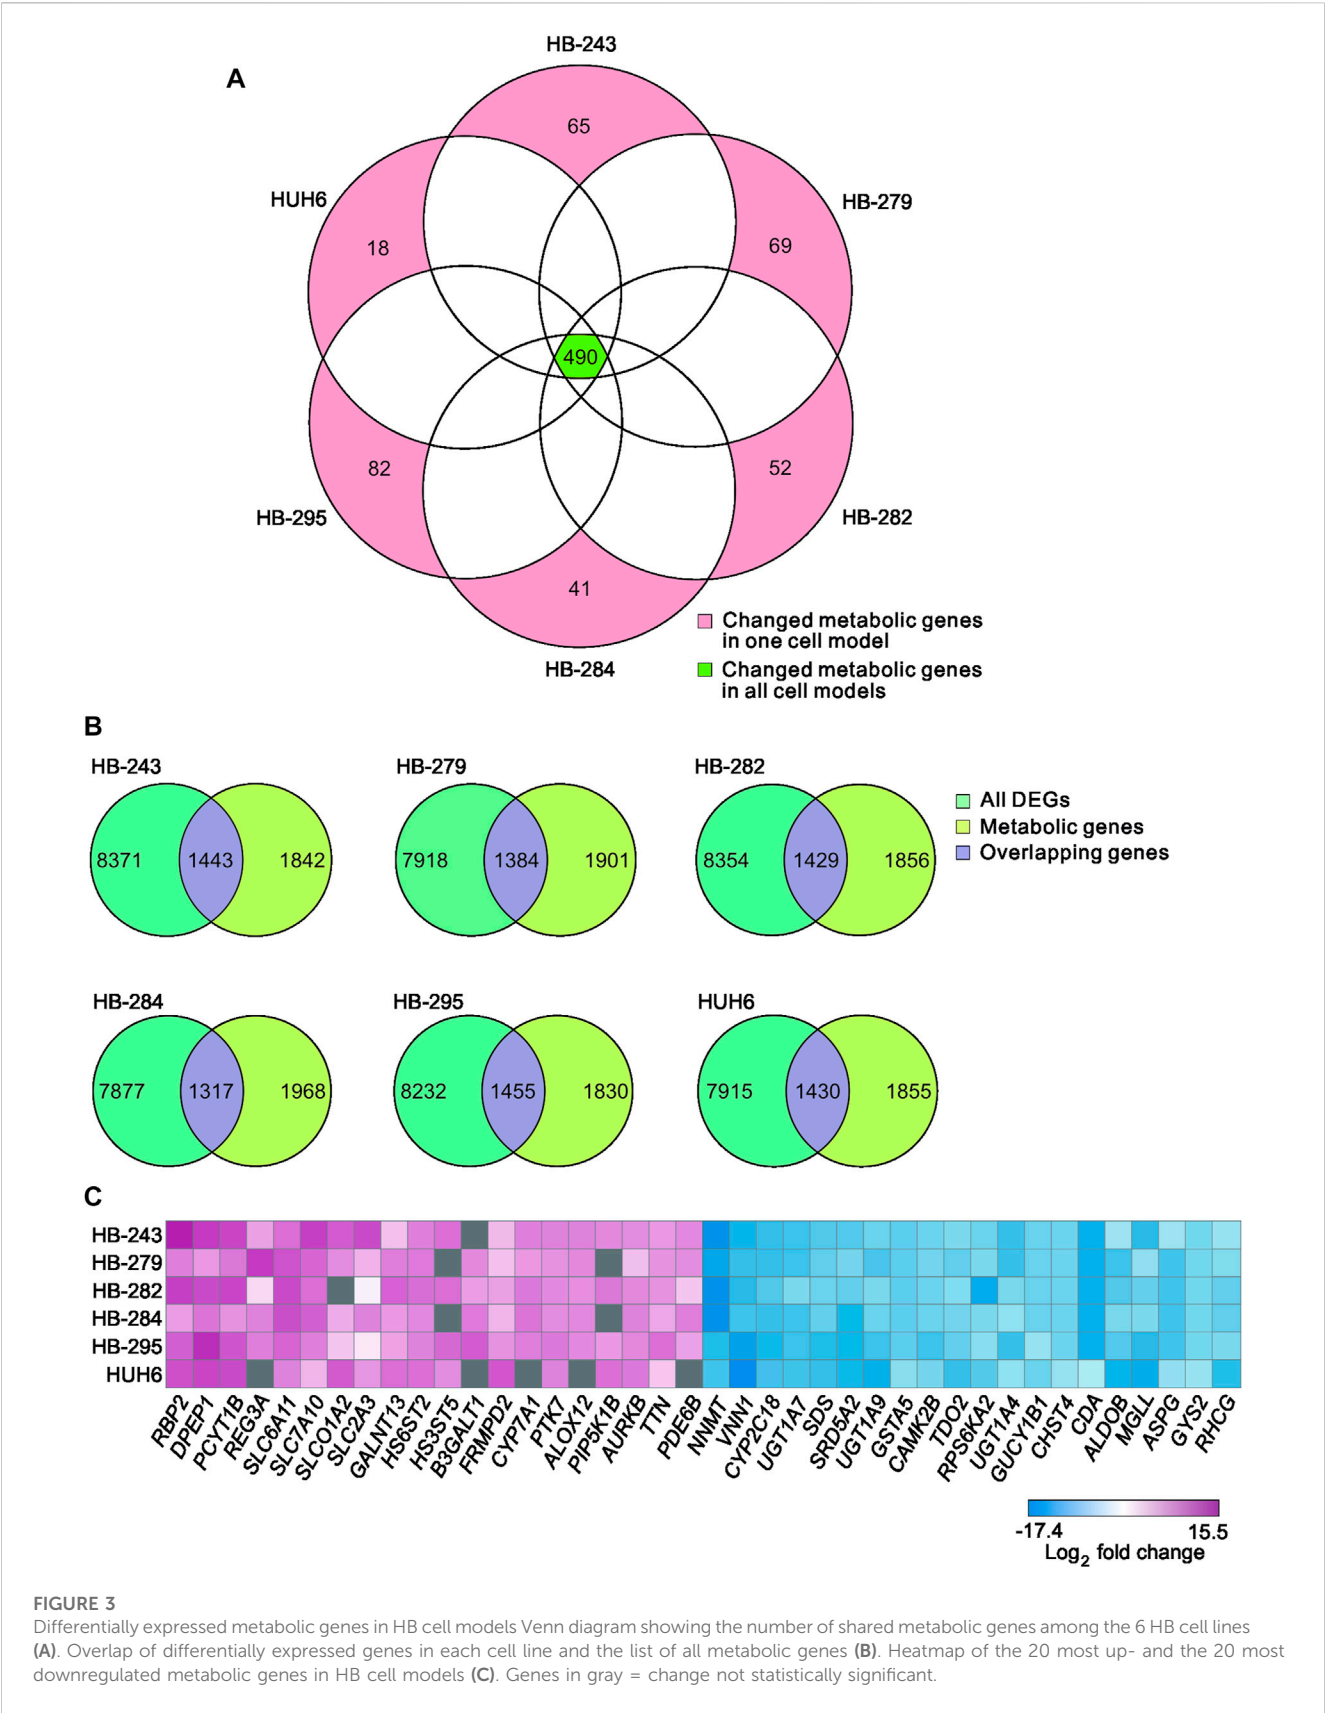 A
HB-243
65
HUH6
18
HB-279
69
490
82
HB-295
52
HB-282
41
HB-284
Changed metabolic genes
in one cell model
Changed metabolic genes
in all cell models
B
HB-243
8371 1443 1842
HB-279
7918 1384 1901
HB-282
8354 1429 1856
All DEGs
Metabolic genes
Overlapping genes
HB-284
7877 1317 1968
HB-295
8232 1455 1830
HUH6
7915 1430 1855
C
HB-243
HB-279
HB-282
HB-284
HB-295
HUH6
RBP2
DPEP1
PCYT1B
REG3A
SLC6A11
SLC7A10
SLCO1A2
SLC2A3
GALNT13
HS6ST2
HS3ST5
B3GALT1
FRMPD2
CYP7A1
PTK7
ALOX12
PIP5K1B
AURKB
TTN
PDE6B
NNMT
VNN1
CYP2C18
UGT1A7
SDS
SRD5A2
UGT1A9
GSTA5
CAMK2B
TDO2
RPS6KA2
UGT1A4
GUCY1B1
CHST4
CDA
ALDOB
MGLL
ASPG
GYS2
RHCG
-17.4 15.5
Log2 fold change
FIGURE 3
Differentially expressed metabolic genes in HB cell models Venn diagram showing the number of shared metabolic genes among the 6 HB cell lines
(A). Overlap of differentially expressed genes in each cell line and the list of all metabolic genes (B). Heatmap of the 20 most up- and the 20 most
downregulated metabolic genes in HB cell models (C). Genes in gray = change not statistically significant.